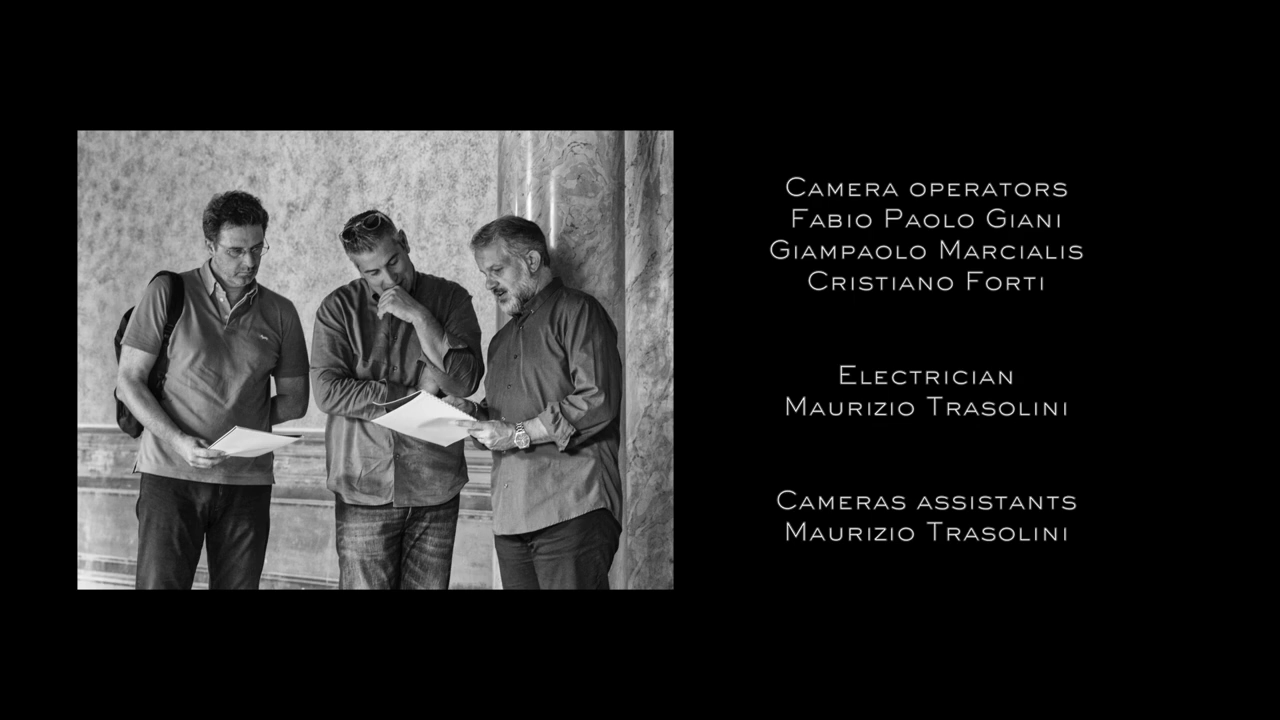 Camera operators
Fabio Paolo Giani
Giampaolo Marcialis
Cristiano Forti
Electrician
Maurizio Trasolini
Cameras assistants
Maurizio Trasolini